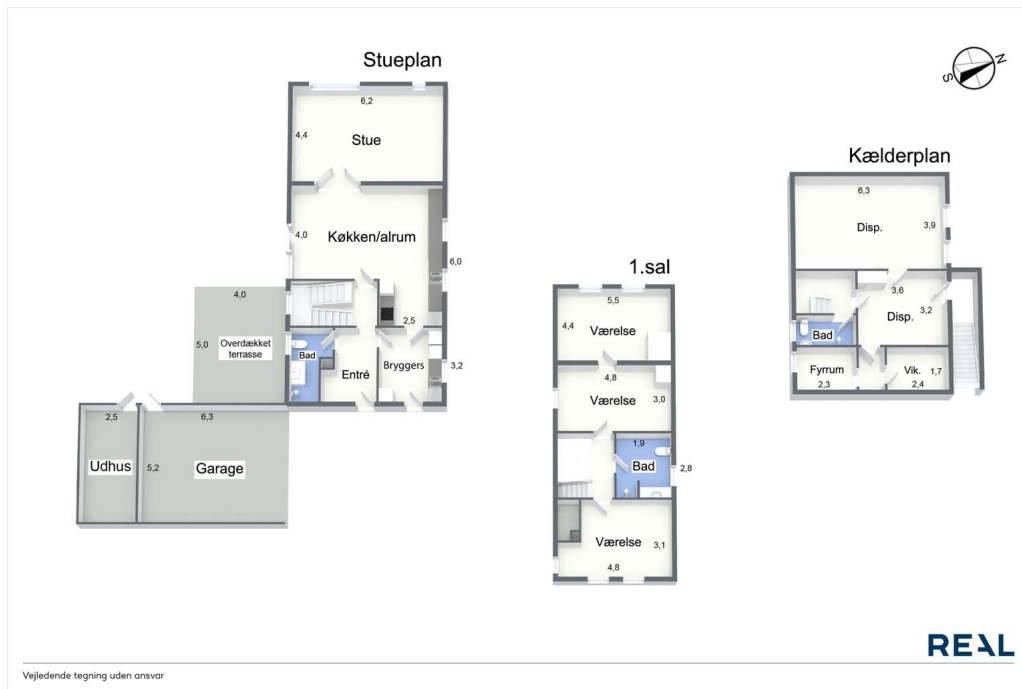 Stueplan
6,2
4,4
Stue
4,0
Køkken/alrum
6,0
2,5
4,0
5,0
Overdækket
terrasse
Bad
Entré
Bryggers
3,2
2,5
6,3
5,2
Udhus
Garage
1.sal
5,5
4,4
Værelse
4,8
Værelse
3,0
1,9
Bad
2,8
Værelse
3,1
4,8
N
S
Kælderplan
6,3
Disp.
3,9
3,6
3,2
Disp.
Bad
Fyrrum
2,3
Vik.
1,7
2,4
REAL
Vejledende tegning uden ansvar